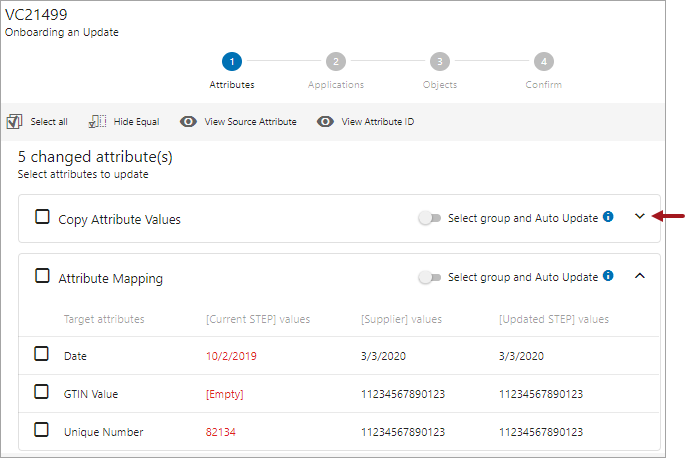 VC21499
Onboarding an Update
1 2 3 4
Attributes Applications Objects Confirm
Select all Hide Equal View Source Attribute View Attribute ID
5 changed attribute(s)
Select attributes to update
Copy Attribute Values Select group and Auto Update
Attribute Mapping Select group and Auto Update
Target attributes [Current STEP] values [Supplier] values [Updated STEP] values
Date 10/2/2019 3/3/2020 3/3/2020
GTIN Value [Empty] 11234567890123 11234567890123
Unique Number 82134 11234567890123 11234567890123